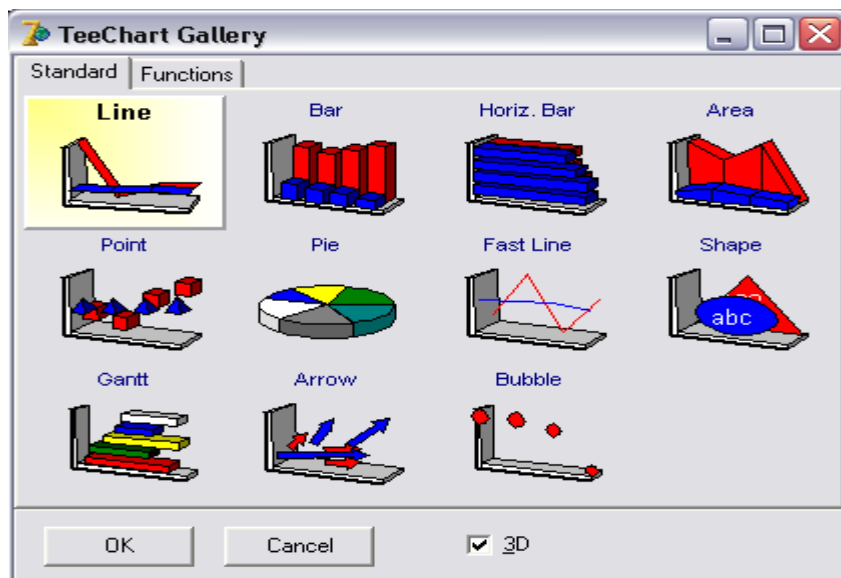 TeeChart Gallery
Standard Functions
Line Bar Horiz. Bar Area
Point Pie Fast Line Shape
abc
Gantt Arrow Bubble
OK Cancel 3D